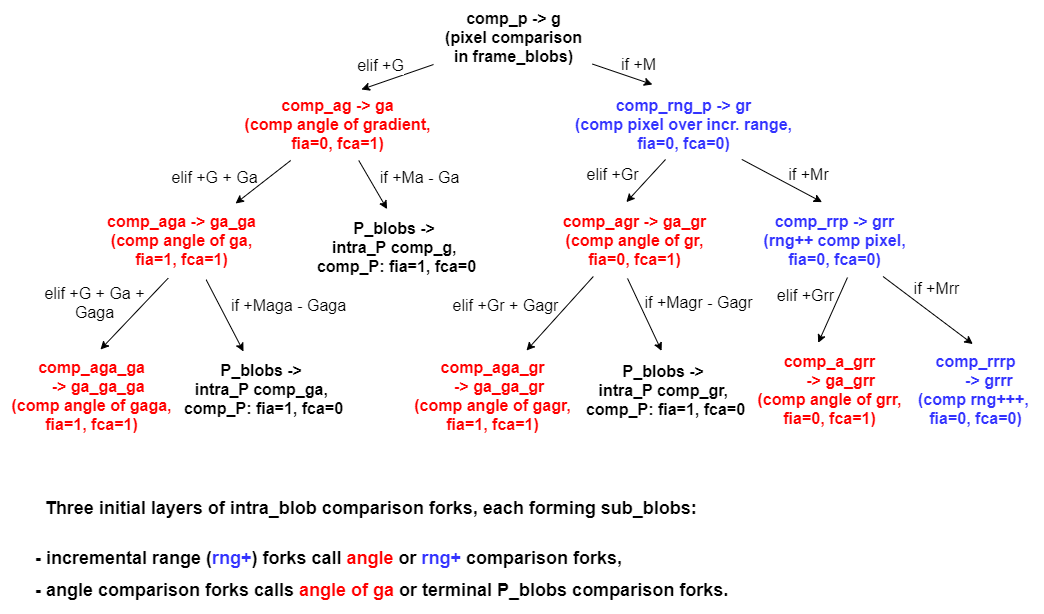 comp_p -> g
(pixel comparison
in frame_blobs)
elif +G
if +M
comp_ag -> ga
(comp angle of gradient,
fia=0, fca=1)
comp_rng_p -> gr
(comp pixel over incr. range,
fia=0, fca=0)
elif +G + Ga
if +Ma - Ga
elif +Gr
if +Mr
comp_aga -> ga_ga
(comp angle of ga,
fia=1, fca=1)
P_blobs ->
intra_P comp_g,
comp_P: fia=1, fca=0
comp_agr -> ga_gr
(comp angle of gr,
fia=0, fca=1)
comp_rrp -> grr
(rng++ comp pixel,
fia=0, fca=0)
elif +G + Ga +
Gaga
if +Maga - Gaga
elif +Gr + Gagr
if +Magr - Gagr
elif +Grr
if +Mrr
comp_aga_ga
-> ga_ga_ga
(comp angle of gaga,
fia=1, fca=1)
P_blobs ->
intra_P comp_ga,
comp_P: fia=1, fca=0
comp_aga_gr
-> ga_ga_gr
(comp angle of gagr,
fia=1, fca=1)
P_blobs ->
intra_P comp_gr,
comp_P: fia=1, fca=0
comp_a_grr
-> ga_grr
(comp angle of grr,
fia=0, fca=1)
comp_rrrp
-> grrr
(comp rng+++,
fia=0, fca=0)
Three initial layers of intra_blob comparison forks, each forming sub_blobs:
- incremental range (rng+) forks call angle or rng+ comparison forks,
- angle comparison forks calls angle of ga or terminal P_blobs comparison forks.